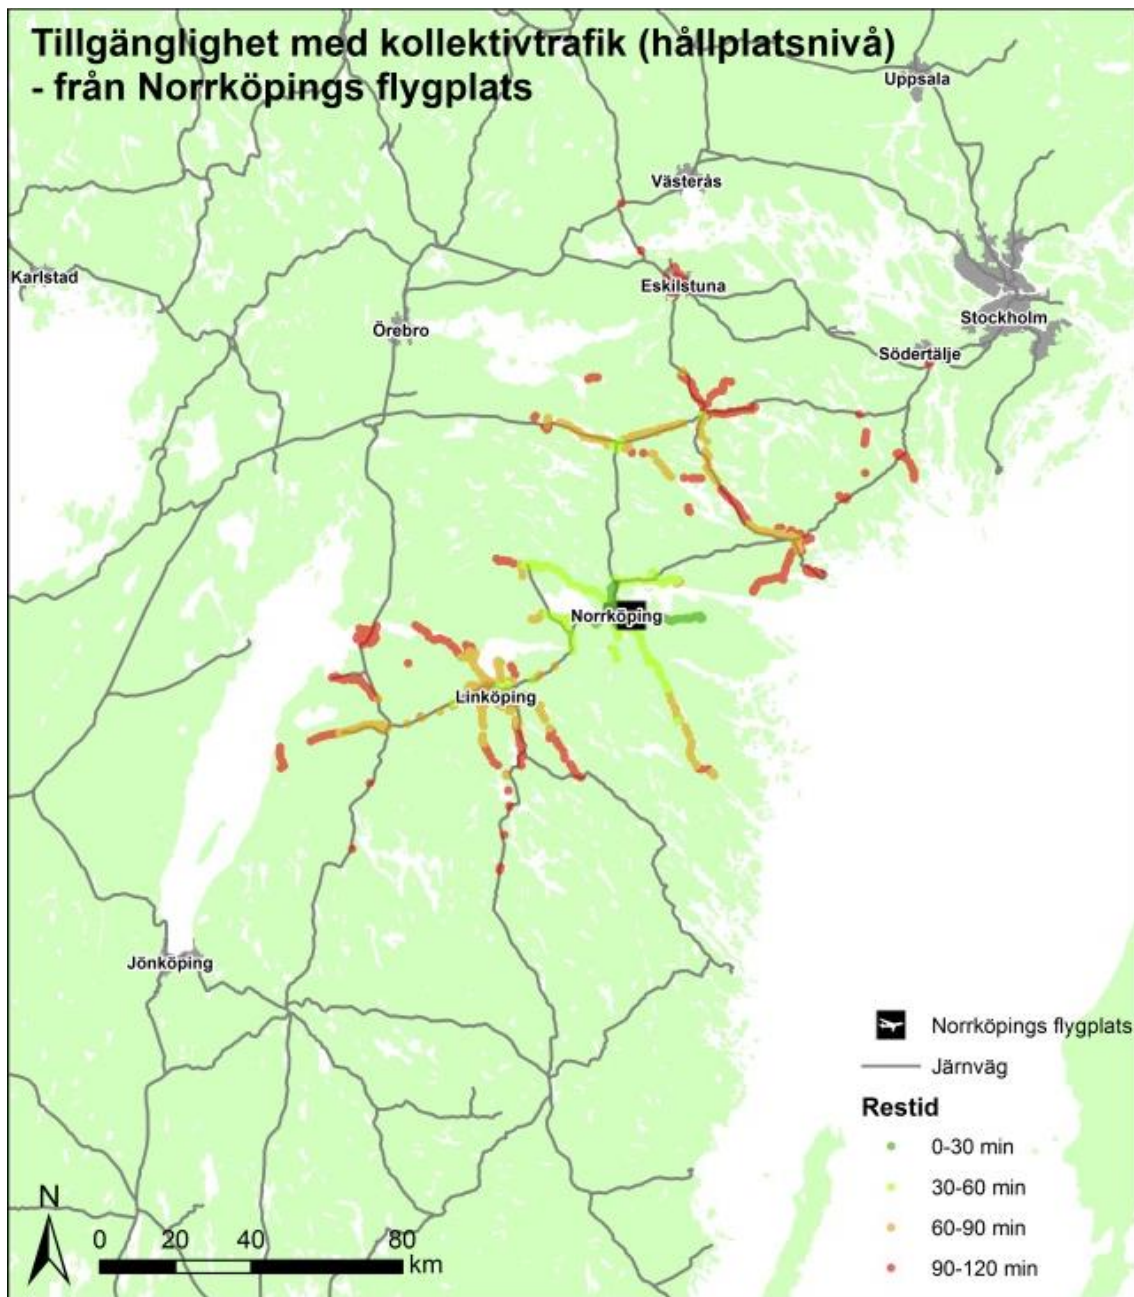 Tillgänglighet med kollektivtrafik (hållplatsnivå)
- från Norrköpings flygplats
Uppsala
Västerås
Karlstad
Eskilstuna
Stockholm
Örebro
Södertälje
Norrköping
Linköping
Jönköping
Norrköpings flygplats
Järnväg
Restid
0-30 min
30-60 min
60-90 min
90-120 min
N
0 20 40 80
km